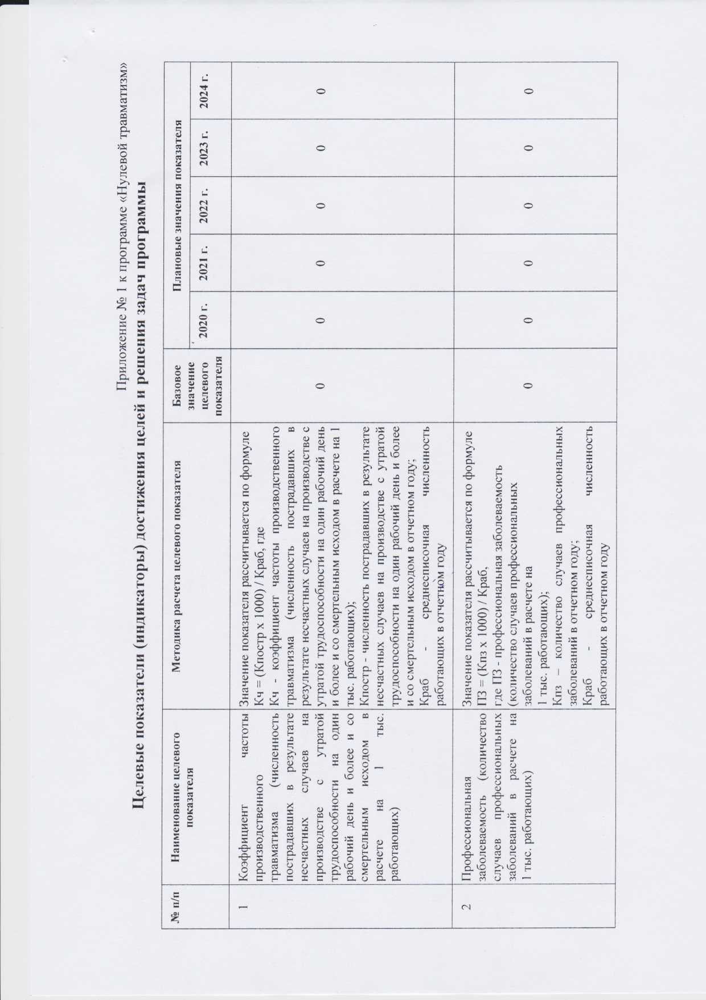 Приложение № 1 к программе «Нулевой травматизм»
Целевые показатели (индикаторы) достижения целей и решения задач программы
№ п/п
Наименование целевого
показателя
Методика расчета целевого показателя
Базовое
значение
целевого
показателя
Плановые значения показателя
2020 г.
2021 г.
2022 г.
2023 г.
2024 г.
1
Коэффициент частоты
производственного
травматизма (численность
пострадавших в результате
несчастных случаев на
производстве с утратой
трудоспособности на один
рабочий день и более и со
смертельным исходом в
расчете на 1 тыс.
работающих)
Значение показателя рассчитывается по формуле
Кч = (Кпостр х 1000) / Краб, где
Кч - коэффициент частоты производственного
травматизма (численность пострадавших в
результате несчастных случаев на производстве с
утратой трудоспособности на один рабочий день
и более и со смертельным исходом в расчете на 1
тыс. работающих);
Кпостр - численность пострадавших в результате
несчастных случаев на производстве с утратой
трудоспособности на один рабочий день и более
и со смертельным исходом в отчетном году;
Краб - среднесписочная численность
работающих в отчетном году
0
0
0
0
0
0
2
Профессиональная
заболеваемость (количество
случаев профессиональных
заболеваний в расчете на
1 тыс. работающих)
Значение показателя рассчитывается по формуле
ПЗ = (Кпз х 1000) / Краб,
где ПЗ - профессиональная заболеваемость
(количество случаев профессиональных
заболеваний в расчете на
1 тыс. работающих);
Кпз – количество случаев профессиональных
заболеваний в отчетном году;
Краб - среднесписочная численность
работающих в отчетном году
0
0
0
0
0
0